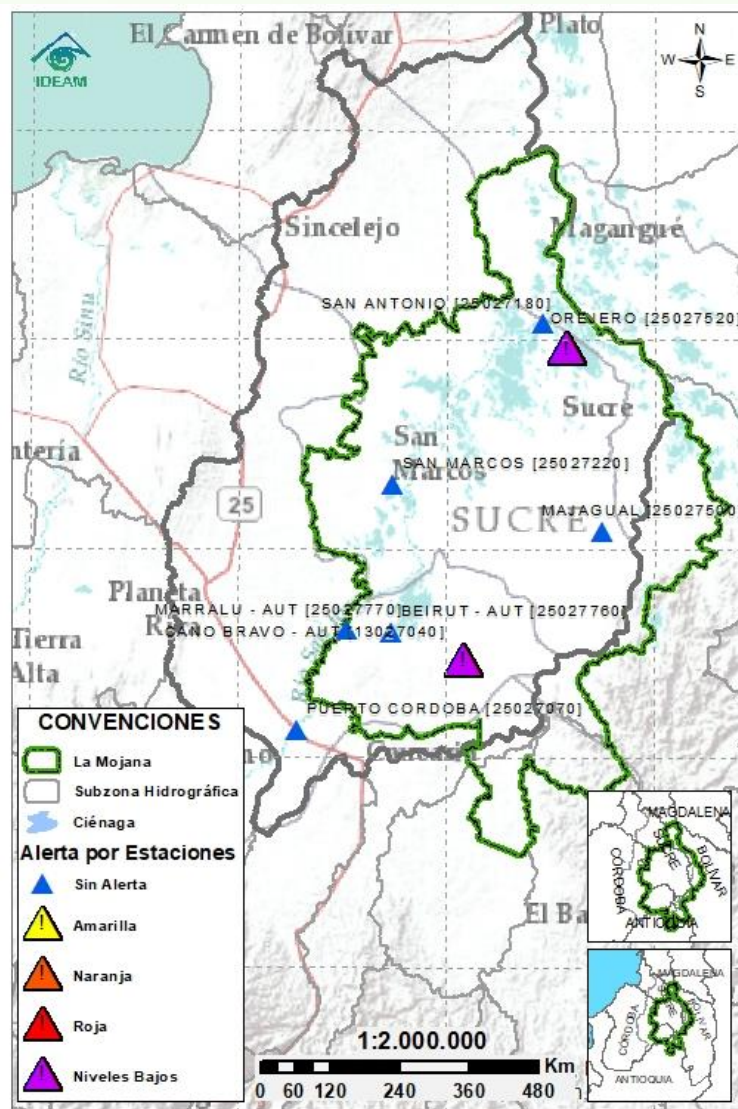 El Carmen de Bolívar
Plato
IDEAM
N
W E
S
Sincelejo
Magangué
SAN ANTONIO [25027180]
OREJERO [25027520]
Río Sinú
Sucre
San
Marcos
SAN MARCOS [25027220]
ntería
25
SUCRE
MAJAGUAL [25027500
Planeta
Rica
MARRALU - AUT [25027770]
BEIRUT - AUT [25027760]
CAÑO BRAVO - AUT [13027040]
Tierra
Alta
PUERTO CORDOBA [25027070]
CONVENCIONES
La Mojana
Subzona Hidrográfica
Ciénaga
Alerta por Estaciones
Sin Alerta
Amarilla
Naranja
Roja
Niveles Bajos
El Ba
MAGDALENA
SUCRE
BOLÍVAR
CÓRDOBA
ANTIOQUIA
MAGDALENA
CÓRDOBA
ANTIOQUIA
1:2.000.000
Km
0 60 120 240 360 480